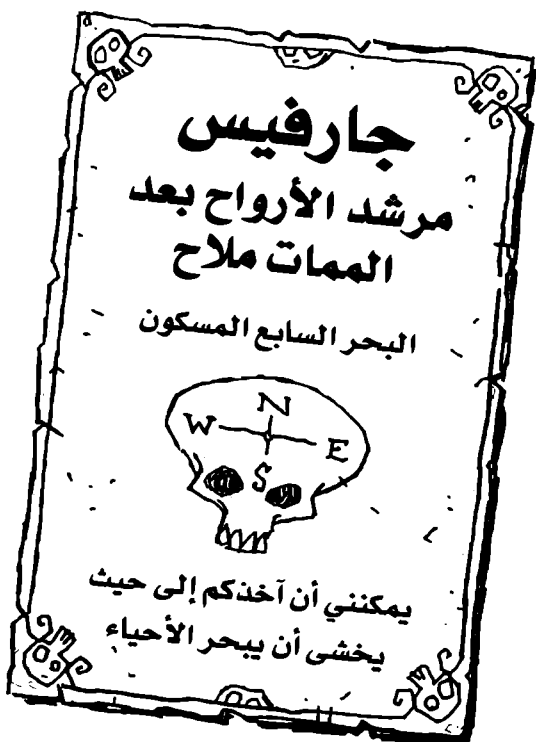 جارفيس
مرشد الأرواح بعد
الممات ملاح
البحر السابع المسكون
N
W E
S
يمكنني أن آخذكم إلى حيث
يخشى أن يبحر الأحياء